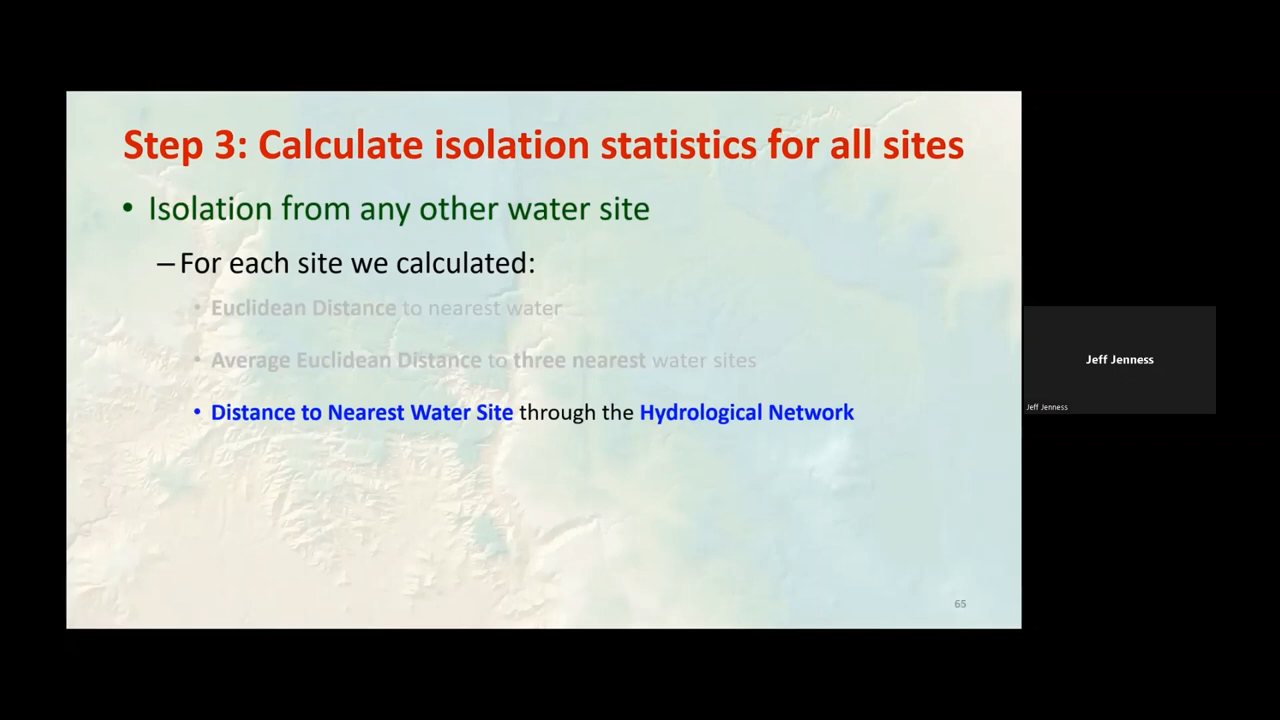 Step 3: Calculate isolation statistics for all sites
• Isolation from any other water site
– For each site we calculated:
• Euclidean Distance to nearest water
• Average Euclidean Distance to three nearest water sites
• Distance to Nearest Water Site through the Hydrological Network
65
Jeff Jenness
Jeff Jenness